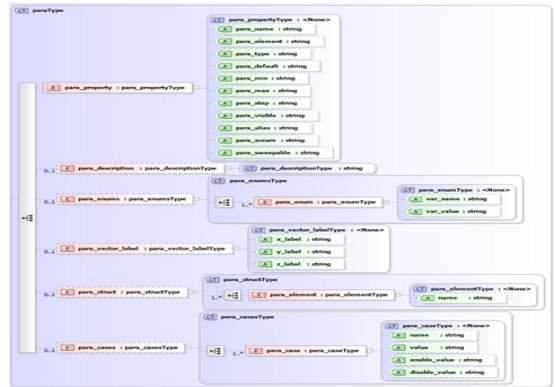 CT paraType
CT para_propertyType : <None>
A para_name : string
A para_element : string
A para_type : string
A para_default : string
A para_min : string
A para_max : string
A para_step : string
A para_visible : string
A para_alias : string
A para_accurs : string
A para_sweepable : string
E para_property : para_propertyType
0..1 E para_description : para_descriptionType
CT para_descriptionType : string
0..1 E para_enums : para_enumsType
CT para_enumsType
1..* E para_enum : para_enumType
CT para_enumType : <None>
A var_name : string
A var_value : string
0..1 E para_vector_label : para_vector_labelType
CT para_vector_labelType : <None>
A x_label : string
A y_label : string
A z_label : string
0..1 E para_struct : para_structType
CT para_structType
1..* E para_element : para_elementType
CT para_elementType : <None>
A name : string
0..1 E para_cases : para_casesType
CT para_casesType
1..* E para_case : para_caseType
CT para_caseType : <None>
A name : string
A value : string
A enable_value : string
A disable_value : string